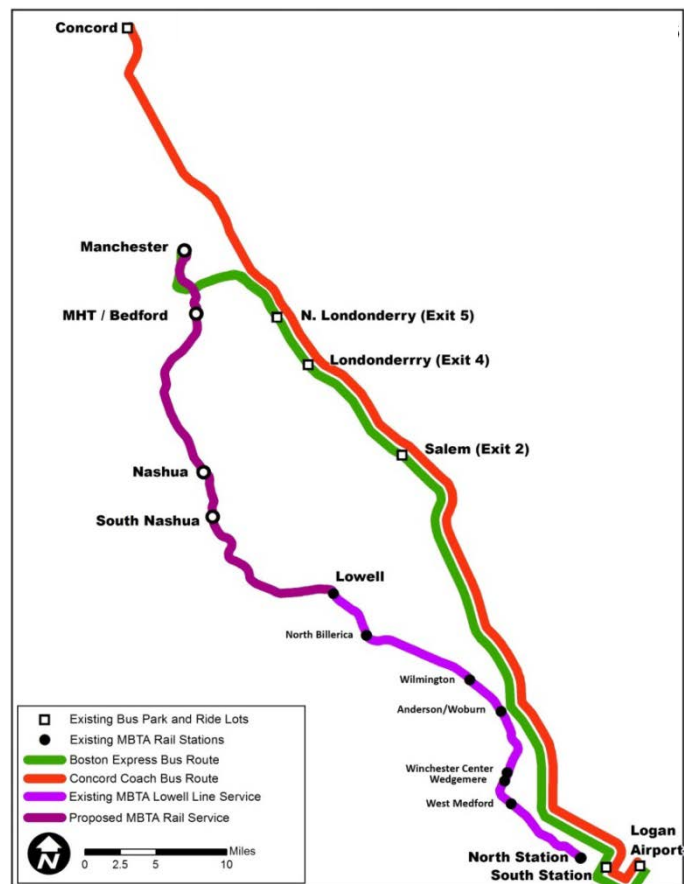 Concord
Manchester
MHT / Bedford
N. Londonderry (Exit 5)
Londonderrry (Exit 4)
Salem (Exit 2)
Nashua
South Nashua
Lowell
North Billerica
Wilmington
Anderson/Woburn
Winchester Center
Wedgemere
West Medford
North Station
South Station
Logan
Airport
Existing Bus Park and Ride Lots
Existing MBTA Rail Stations
Boston Express Bus Route
Concord Coach Bus Route
Existing MBTA Lowell Line Service
Proposed MBTA Rail Service
N
Miles
0 2.5 5 10